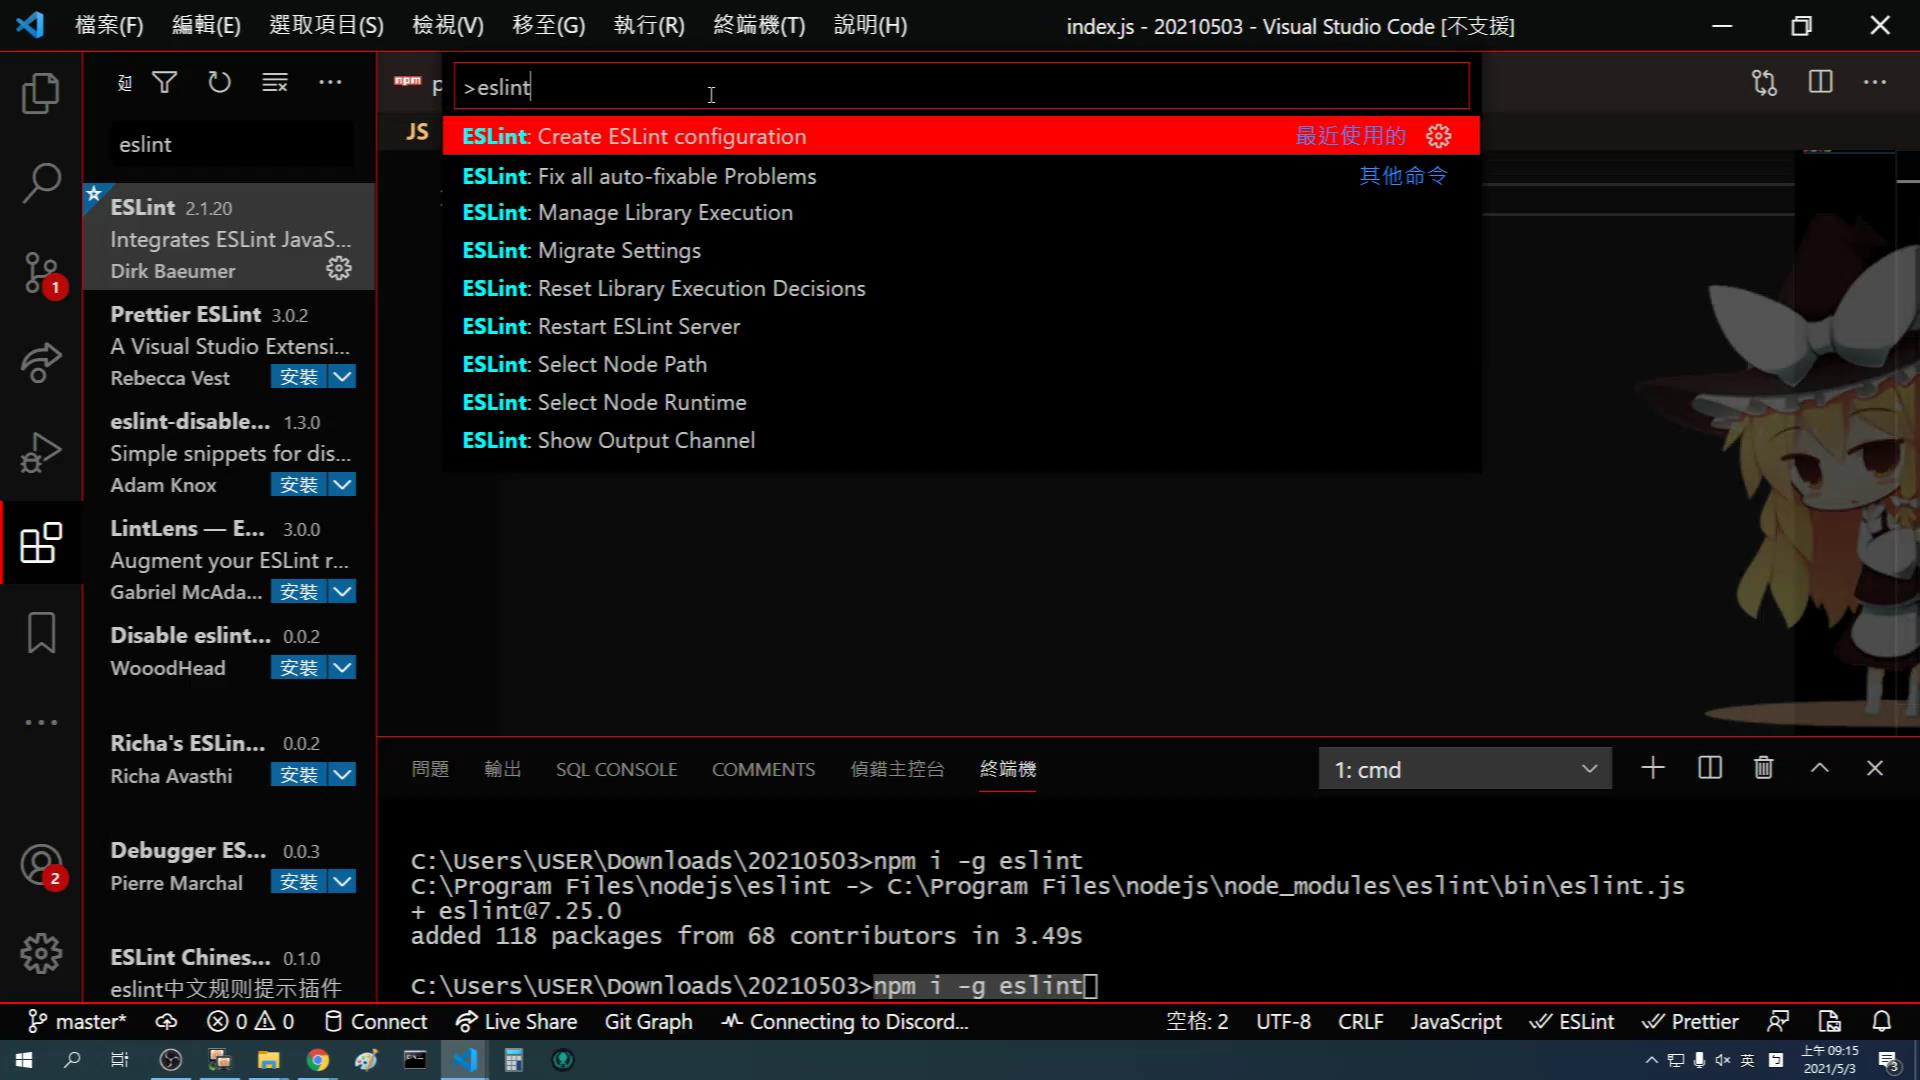 檔案(F) 編輯(E) 選取項目(S) 檢視(V) 移至(G) 執行(R) 終端機(T) 說明(H) index.js - 20210503 - Visual Studio Code [不支援]
npm p
>eslint
eslint
JS
ESLint: Create ESLint configuration 最近使用的
ESLint: Fix all auto-fixable Problems 其他命令
ESLint: Manage Library Execution
ESLint: Migrate Settings
ESLint: Reset Library Execution Decisions
ESLint: Restart ESLint Server
ESLint: Select Node Path
ESLint: Select Node Runtime
ESLint: Show Output Channel
ESLint 2.1.20
Integrates ESLint JavaS...
Dirk Baeumer
Prettier ESLint 3.0.2
A Visual Studio Extensi...
Rebecca Vest 安裝
eslint-disable... 1.3.0
Simple snippets for dis...
Adam Knox 安裝
LintLens — E... 3.0.0
Augment your ESLint r...
Gabriel McAda... 安裝
Disable eslint... 0.0.2
WooodHead 安裝
Richa's ESLin... 0.0.2
Richa Avasthi 安裝
Debugger ES... 0.0.3
Pierre Marchal 安裝
ESLint Chines... 0.1.0
eslint中文规则提示插件
1
2
問題 輸出 SQL CONSOLE COMMENTS 偵錯主控台 終端機 1: cmd
C:\Users\USER\Downloads\20210503>npm i -g eslint
C:\Program Files\nodejs\eslint -> C:\Program Files\nodejs\node_modules\eslint\bin\eslint.js
+ eslint@7.25.0
added 118 packages from 68 contributors in 3.49s
C:\Users\USER\Downloads\20210503>npm i -g eslint
master* 0 0 Connect Live Share Git Graph Connecting to Discord... 空格: 2 UTF-8 CRLF JavaScript ESLint Prettier
英 上午 09:15
2021/5/3
3